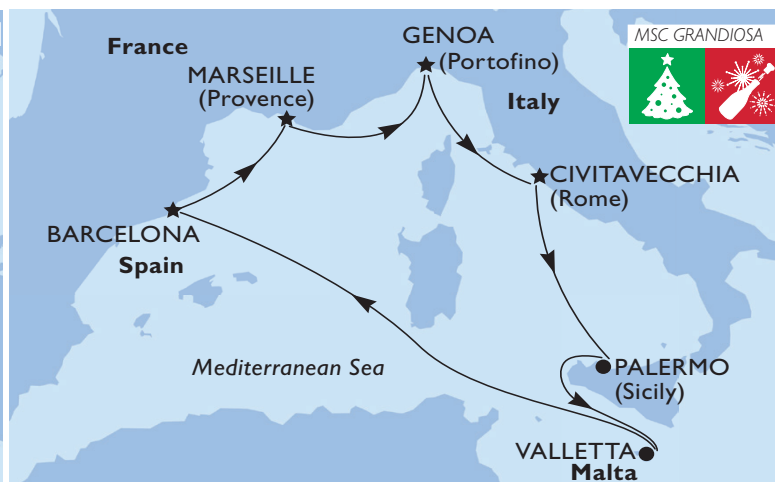 France
MARSEILLE
(Provence)
GENOA
(Portofino)
Italy
MSC GRANDIOSA
CIVITAVECCHIA
(Rome)
BARCELONA
Spain
Mediterranean Sea
PALERMO
(Sicily)
VALLETTA
Malta